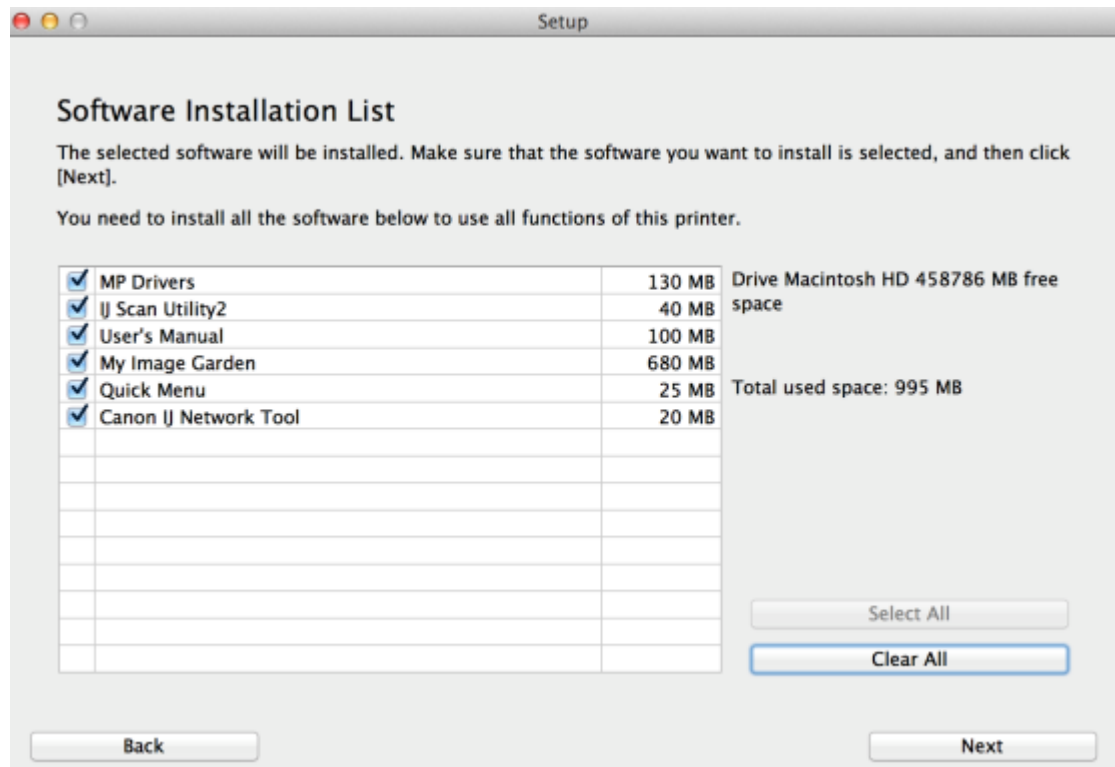 Setup
Software Installation List
The selected software will be installed. Make sure that the software you want to install is selected, and then click
[Next].
You need to install all the software below to use all functions of this printer.
MP Drivers 130 MB
IJ Scan Utility2 40 MB
User's Manual 100 MB
My Image Garden 680 MB
Quick Menu 25 MB
Canon IJ Network Tool 20 MB
Drive Macintosh HD 458786 MB free
space
Total used space: 995 MB
Select All
Clear All
Back
Next